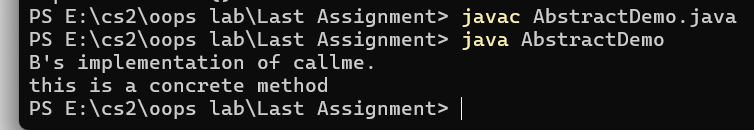 PS E:\cs2\oops lab\Last Assignment> javac AbstractDemo.java
PS E:\cs2\oops lab\Last Assignment> java AbstractDemo
B's implementation of callme.
this is a concrete method
PS E:\cs2\oops lab\Last Assignment>